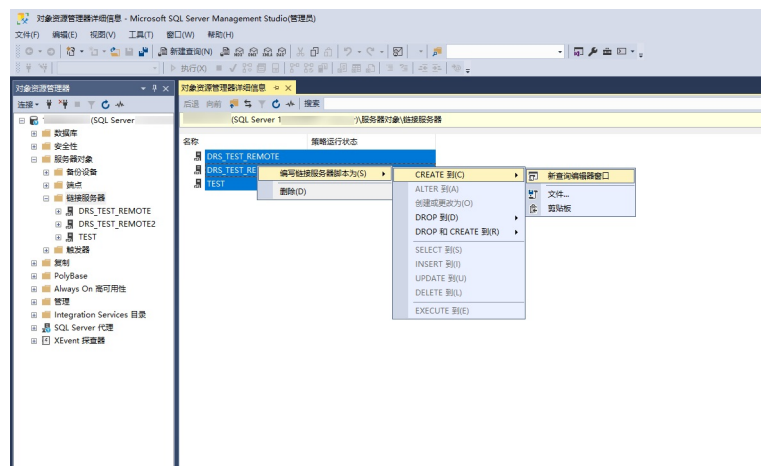 对象资源管理器详细信息 - Microsoft SQL Server Management Studio(管理员)
文件(F) 编辑(E) 视图(V) 工具(T) 窗口(W) 帮助(H)
新建查询(N)
执行(X)
对象资源管理器
连接
(SQL Server
数据库
安全性
服务器对象
备份设备
端点
链接服务器
DRS_TEST_REMOTE
DRS_TEST_REMOTE2
TEST
触发器
复制
PolyBase
Always On 高可用性
管理
Integration Services 目录
SQL Server 代理
XEvent 探查器
对象资源管理器详细信息
后退 向前 搜索
(SQL Server 1 )\服务器对象\链接服务器
名称 策略运行状态
DRS_TEST_REMOTE
DRS_TEST_RE
TEST
编写链接服务器脚本为(S)
删除(D)
CREATE 到(C)
ALTER 到(A)
创建或更改为(O)
DROP 到(D)
DROP 和 CREATE 到(R)
SELECT 到(S)
INSERT 到(I)
UPDATE 到(U)
DELETE 到(L)
EXECUTE 到(E)
新查询编辑器窗口
文件...
剪贴板